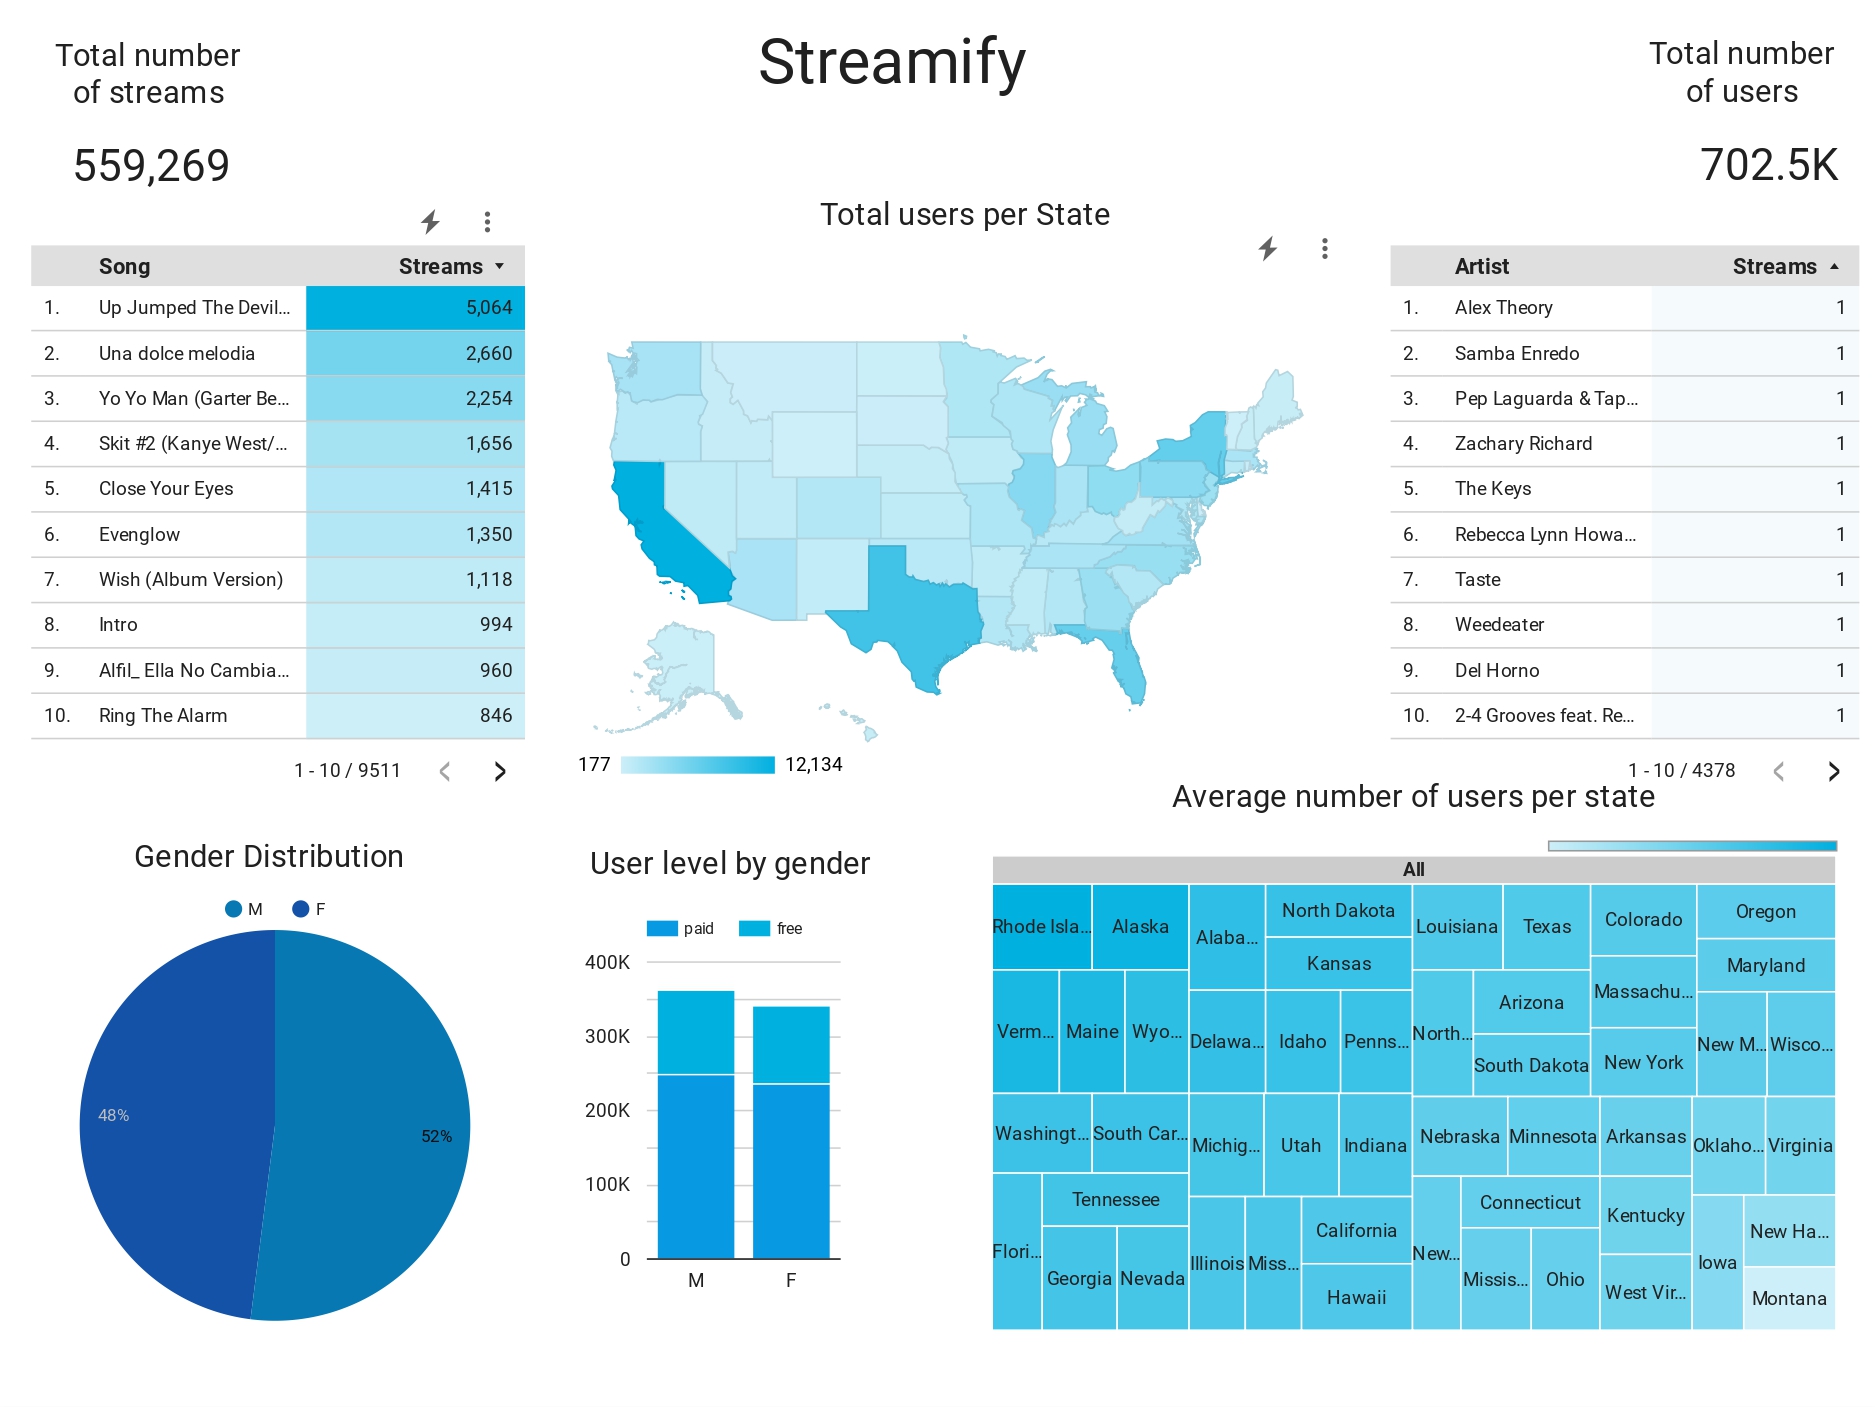 Streamify
Total number
of streams
559,269
Total number
of users
702.5K
Song Streams
1. Up Jumped The Devil... 5,064
2. Una dolce melodia 2,660
3. Yo Yo Man (Garter Be... 2,254
4. Skit #2 (Kanye West/... 1,656
5. Close Your Eyes 1,415
6. Evenglow 1,350
7. Wish (Album Version) 1,118
8. Intro 994
9. Alfil_ Ella No Cambia... 960
10. Ring The Alarm 846
1 - 10 / 9511
Total users per State
177 12,134
Artist Streams
1. Alex Theory 1
2. Samba Enredo 1
3. Pep Laguarda & Tap... 1
4. Zachary Richard 1
5. The Keys 1
6. Rebecca Lynn Howa... 1
7. Taste 1
8. Weedeater 1
9. Del Horno 1
10. 2-4 Grooves feat. Re... 1
1 - 10 / 4378
Gender Distribution
M F
48%
52%
User level by gender
paid free
400K
300K
200K
100K
0
M F
Average number of users per state
All
Rhode Isla...
Alaska
Verm...
Maine
Wyo...
Washingt...
South Car...
Flori...
Tennessee
Georgia
Nevada
Alaba...
North Dakota
Kansas
Delawa...
Idaho
Penns...
Michig...
Utah
Indiana
Illinois
Miss...
California
Hawaii
Louisiana
Texas
North...
Arizona
South Dakota
Colorado
Massachu...
New York
Oregon
Maryland
New M...
Wisco...
Nebraska
Minnesota
Arkansas
Oklaho...
Virginia
New...
Connecticut
Missis...
Ohio
Kentucky
West Vir...
Iowa
New Ha...
Montana